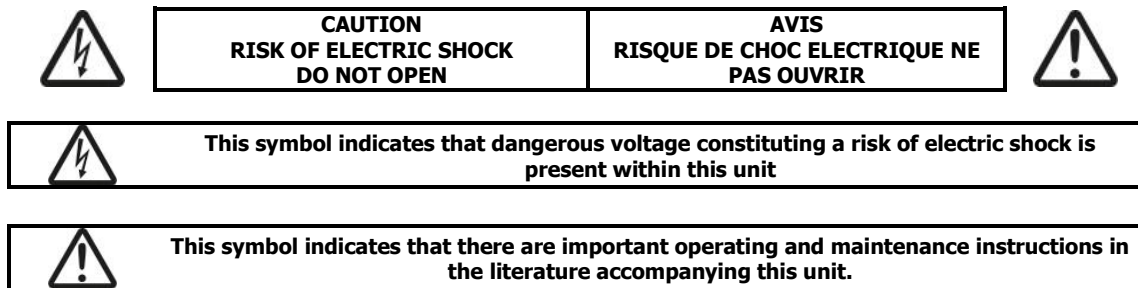 CAUTION
RISK OF ELECTRIC SHOCK
DO NOT OPEN
AVIS
RISQUE DE CHOC ELECTRIQUE NE
PAS OUVRIR
This symbol indicates that dangerous voltage constituting a risk of electric shock is
present within this unit
This symbol indicates that there are important operating and maintenance instructions in
the literature accompanying this unit.